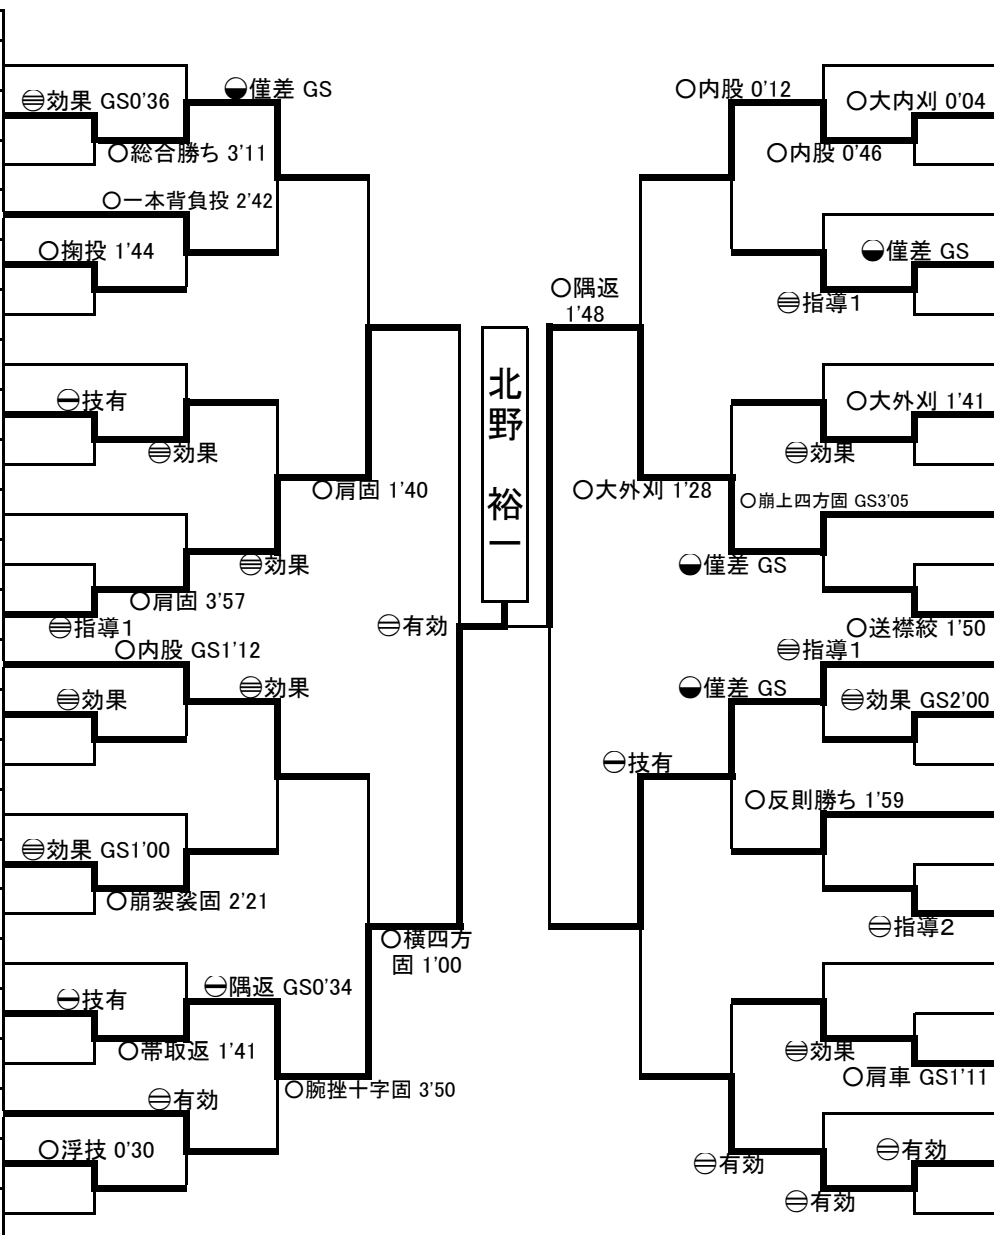 効果 GS0'36
僅差 GS
総合勝ち 3'11
一本背負投 2'42
掬投 1'44
技有
効果
肩固 1'40
効果
肩固 3'57
指導1
内股 GS1'12
効果
効果
効果 GS1'00
崩袈裟固 2'21
横四方
固 1'00
技有
隅返 GS0'34
帯取返 1'41
腕挫十字固 3'50
有効
浮技 0'30
有効
北野 裕一
隅返
1'48
内股 0'12
大内刈 0'04
内股 0'46
僅差 GS
指導1
大外刈 1'41
効果
大外刈 1'28
崩上四方固 GS3'05
僅差 GS
送襟絞 1'50
指導1
僅差 GS
効果 GS2'00
技有
反則勝ち 1'59
指導2
効果
肩車 GS1'11
有効
有効
有効